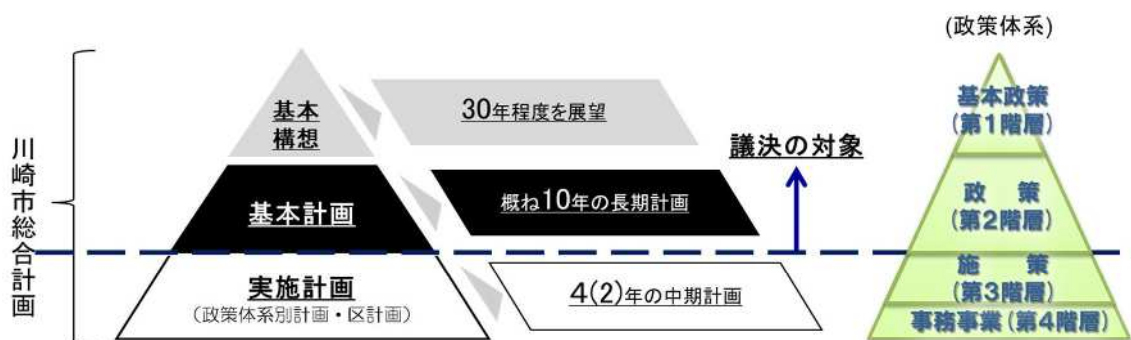 川崎市総合計画
基本
構想
30年程度を展望
基本計画
概ね10年の長期計画
実施計画
(政策体系別計画・区計画)
4(2)年の中期計画
議決の対象
(政策体系)
基本政策
(第1階層)
政 策
(第2階層)
施 策
(第3階層)
事務事業(第4階層)